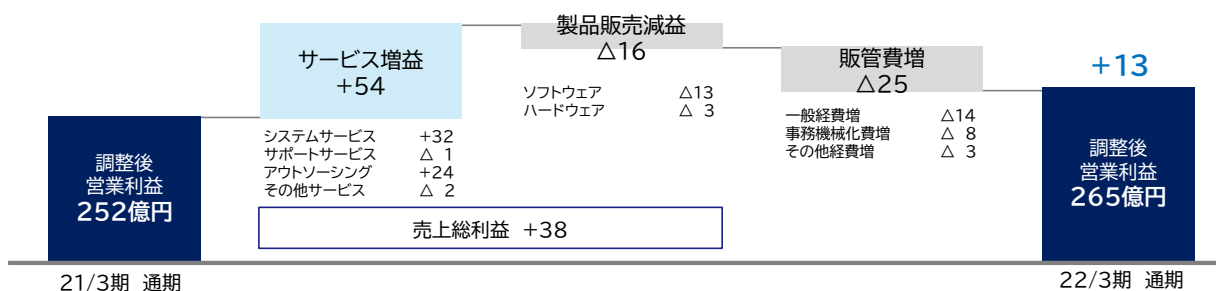 サービス増益
+54
製品販売減益
△16
販管費増
△25
+13
ソフトウェア △13
ハードウェア △ 3
一般経費増 △14
事務機械化費増 △ 8
その他経費増 △ 3
システムサービス +32
サポートサービス △ 1
アウトソーシング +24
その他サービス △ 2
調整後
営業利益
252億円
調整後
営業利益
265億円
売上総利益 +38
21/3期 通期
22/3期 通期